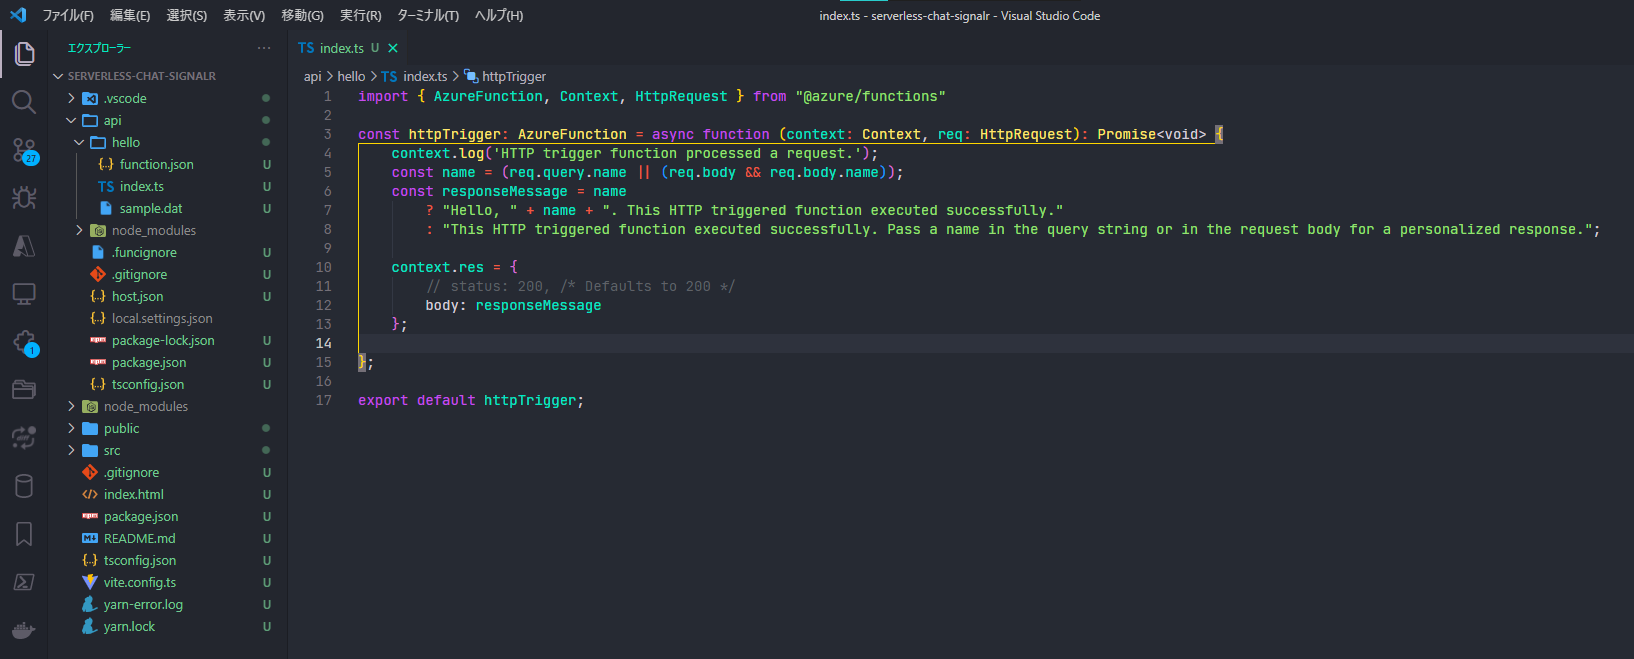 ファイル(F) 編集(E) 選択(S) 表示(V) 移動(G) 実行(R) ターミナル(T) ヘルプ(H)
index.ts - serverless-chat-signalr - Visual Studio Code
エクスプローラー
SERVERLESS-CHAT-SIGNALR
.vscode
api
hello
function.json U
TS index.ts U
sample.dat U
node_modules
.funcignore U
.gitignore U
host.json U
local.settings.json
package-lock.json U
package.json U
tsconfig.json U
node_modules
public
src
.gitignore U
index.html U
package.json U
README.md U
tsconfig.json U
vite.config.ts U
yarn-error.log U
yarn.lock U
27
1
TS index.ts U
api > hello > TS index.ts > httpTrigger
1 import { AzureFunction, Context, HttpRequest } from "@azure/functions"
2
3 const httpTrigger: AzureFunction = async function (context: Context, req: HttpRequest): Promise<void> {
4 context.log('HTTP trigger function processed a request.');
5 const name = (req.query.name || (req.body && req.body.name));
6 const responseMessage = name
7 ? "Hello, " + name + ". This HTTP triggered function executed successfully."
8 : "This HTTP triggered function executed successfully. Pass a name in the query string or in the request body for a personalized response.";
9
10 context.res = {
11 // status: 200, /* Defaults to 200 */
12 body: responseMessage
13 };
14
15 };
16
17 export default httpTrigger;